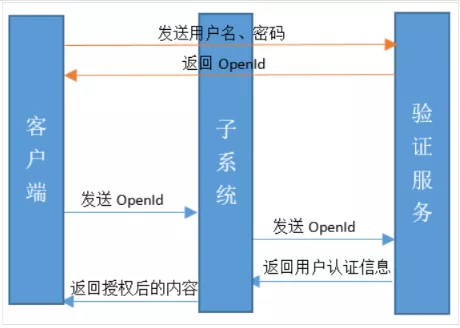 发送用户名、密码
返回 OpenId
客户端
子系统
验证服务
发送 OpenId
发送 OpenId
返回用户认证信息
返回授权后的内容